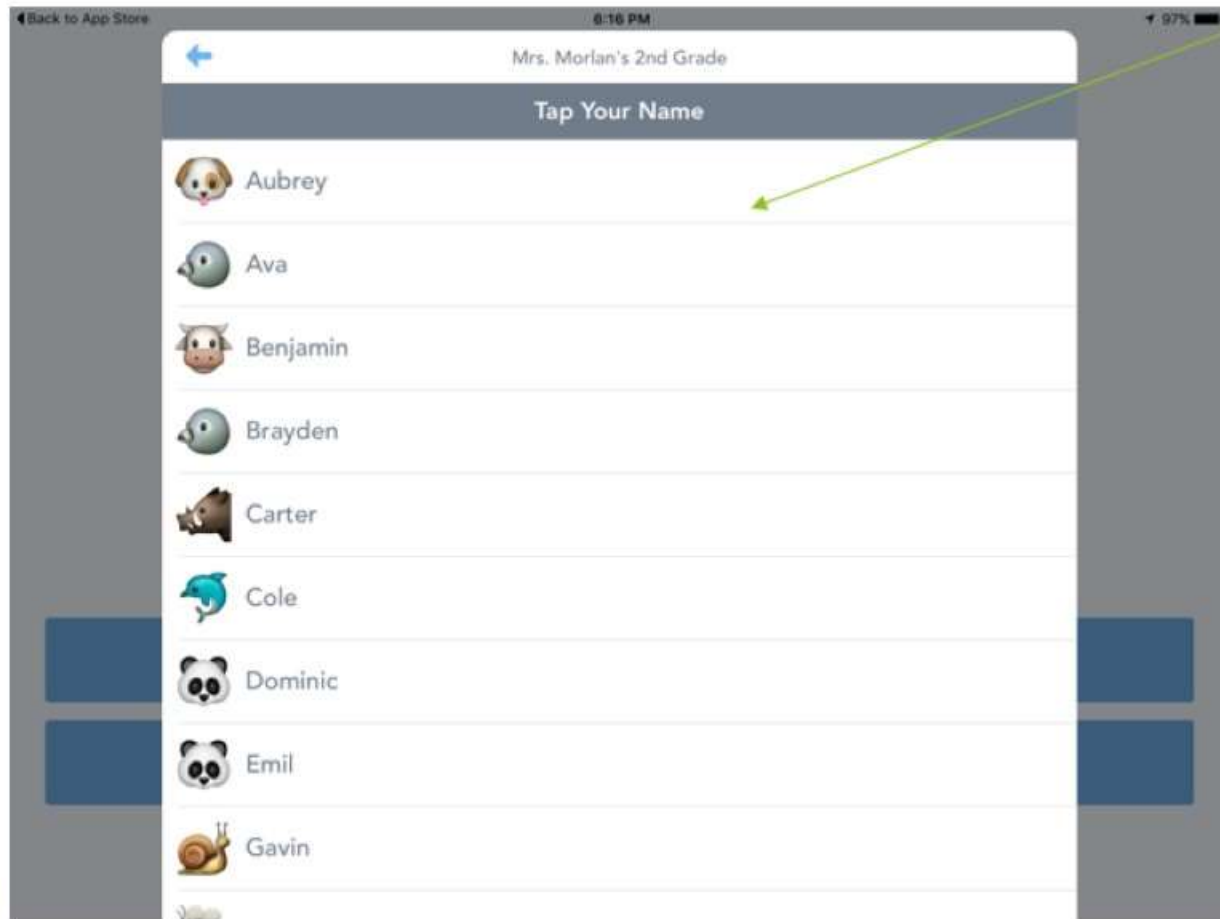 Back to App Store 6:16 PM 97%
Mrs. Morlan's 2nd Grade
Tap Your Name
Aubrey
Ava
Benjamin
Brayden
Carter
Cole
Dominic
Emil
Gavin